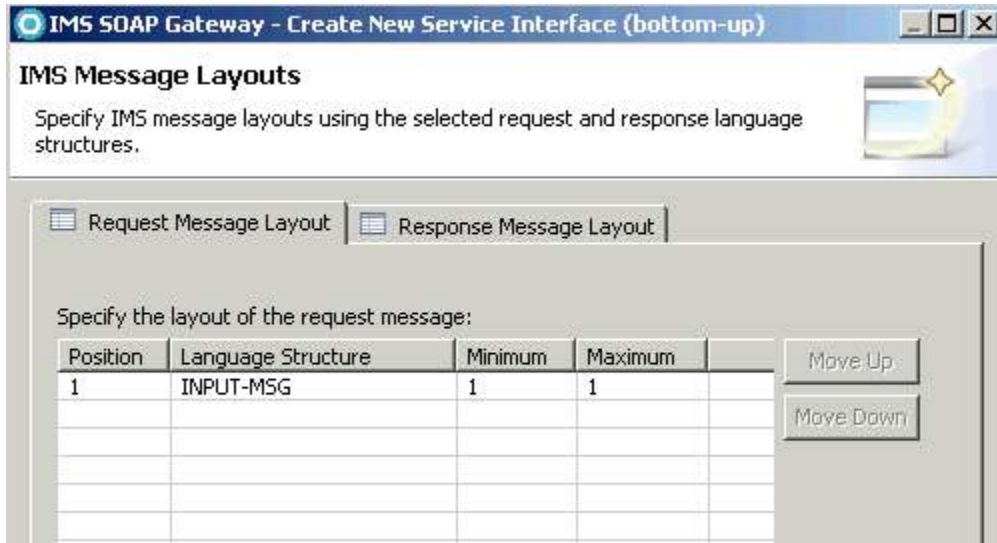 IMS SOAP Gateway - Create New Service Interface (bottom-up)
IMS Message Layouts
Specify IMS message layouts using the selected request and response language
structures.
Request Message Layout Response Message Layout
Specify the layout of the request message:
Position Language Structure Minimum Maximum
1 INPUT-MSG 1 1
Move Up
Move Down